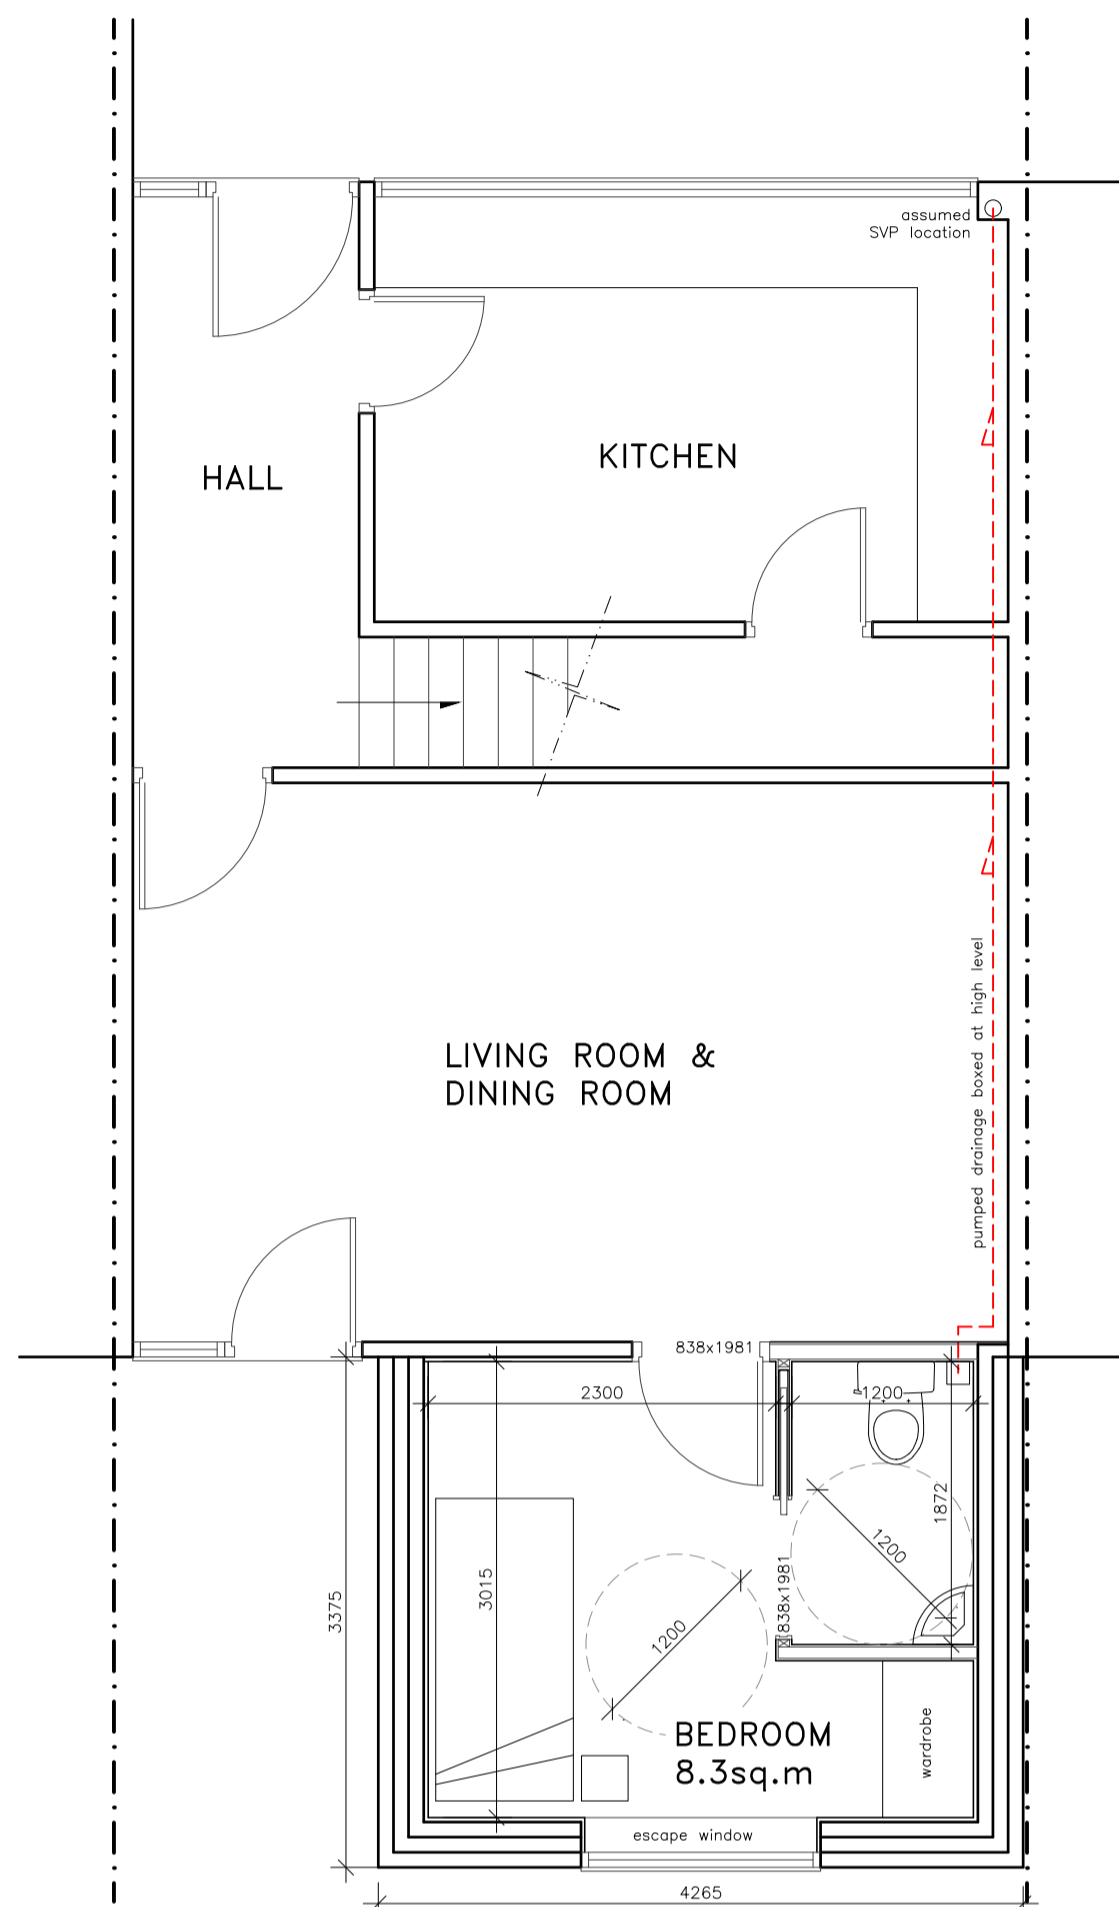 assumed
SVP location
KITCHEN
HALL
pumped drainage boxed at high level
LIVING ROOM &
DINING ROOM
838x1981
2300
1200
1872
1200
3015
838x1981
3375
1200
BEDROOM
8.3sq.m
wardrobe
escape window
4265